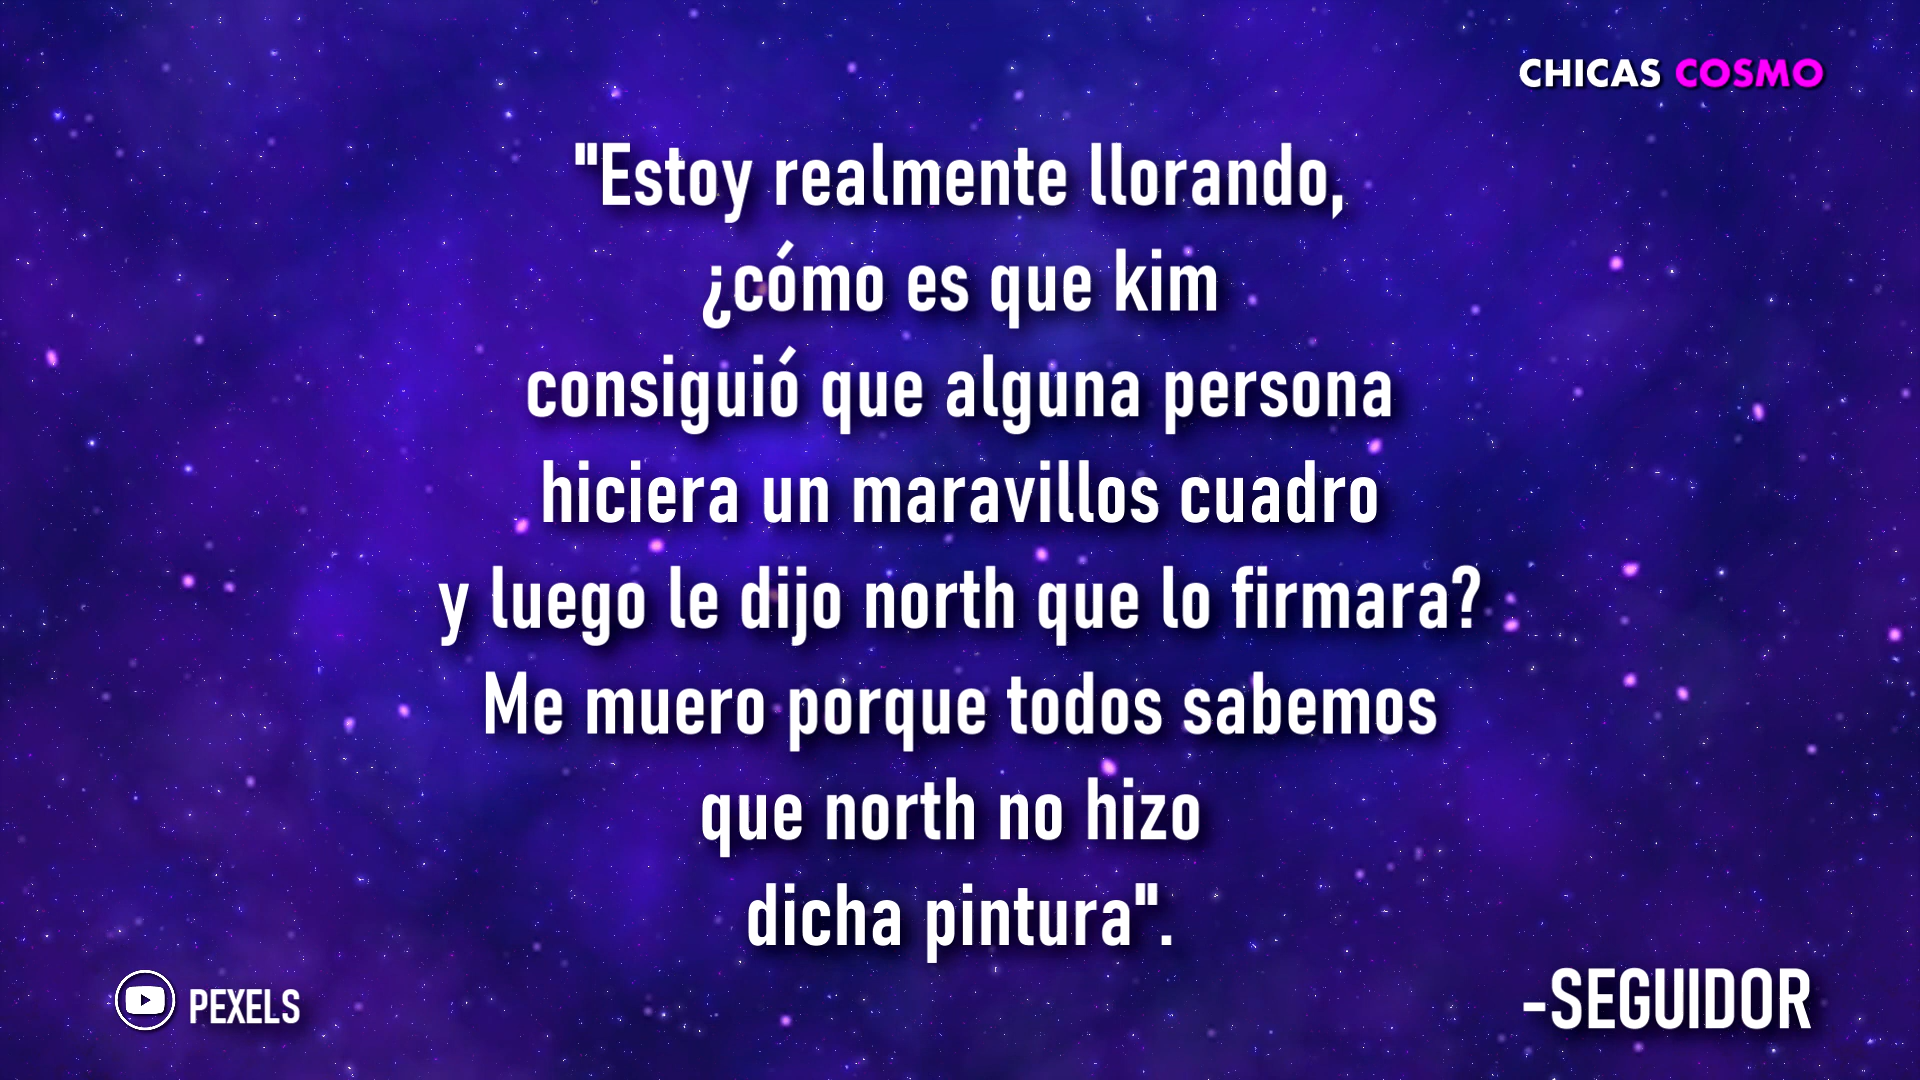 CHICAS COSMO
"Estoy realmente llorando,
¿cómo es que kim
consiguió que alguna persona
hiciera un maravillos cuadro
y luego le dijo north que lo firmara?
Me muero porque todos sabemos
que north no hizo
dicha pintura".
-SEGUIDOR
PEXELS